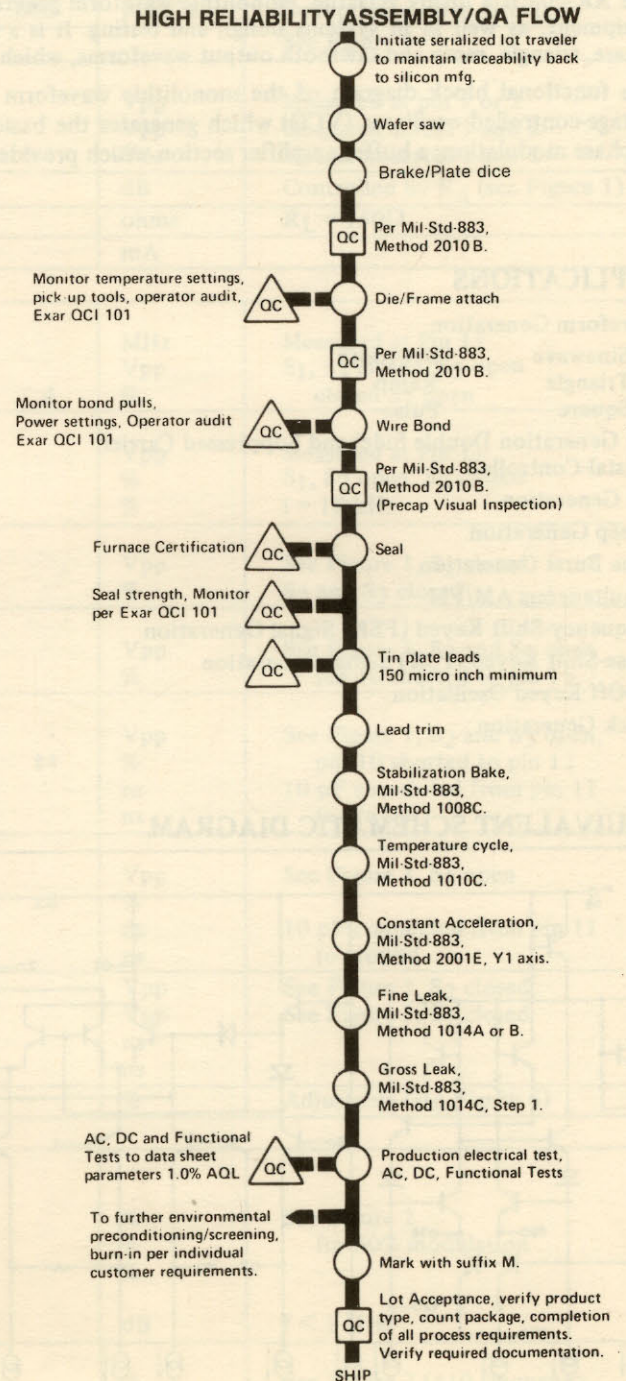 HIGH RELIABILITY ASSEMBLY/QA FLOW
Initiate serialized lot traveler
to maintain traceability back
to silicon mfg.
Wafer saw
Brake/Plate dice
QC
Per Mil-Std-883,
Method 2010 B.
Monitor temperature settings,
pick-up tools, operator audit,
Exar QCI 101
QC
Die/Frame attach
QC
Per Mil-Std-883,
Method 2010 B.
Monitor bond pulls,
Power settings, Operator audit
Exar QCI 101
QC
Wire Bond
QC
Per Mil-Std-883,
Method 2010 B.
(Precap Visual Inspection)
Furnace Certification
QC
Seal
Seal strength, Monitor
per Exar QCI 101
QC
QC
Tin plate leads
150 micro inch minimum
Lead trim
Stabilization Bake,
Mil-Std-883,
Method 1008C.
Temperature cycle,
Mil-Std-883,
Method 1010C.
Constant Acceleration,
Mil-Std-883,
Method 2001E, Y1 axis.
Fine Leak,
Mil-Std-883,
Method 1014A or B.
Gross Leak,
Mil-Std-883,
Method 1014C, Step 1.
AC, DC and Functional
Tests to data sheet
parameters 1.0% AQL
QC
Production electrical test,
AC, DC, Functional Tests
To further environmental
preconditioning/screening,
burn-in per individual
customer requirements.
Mark with suffix M.
QC
Lot Acceptance, verify product
type, count package, completion
of all process requirements.
Verify required documentation.
SHIP